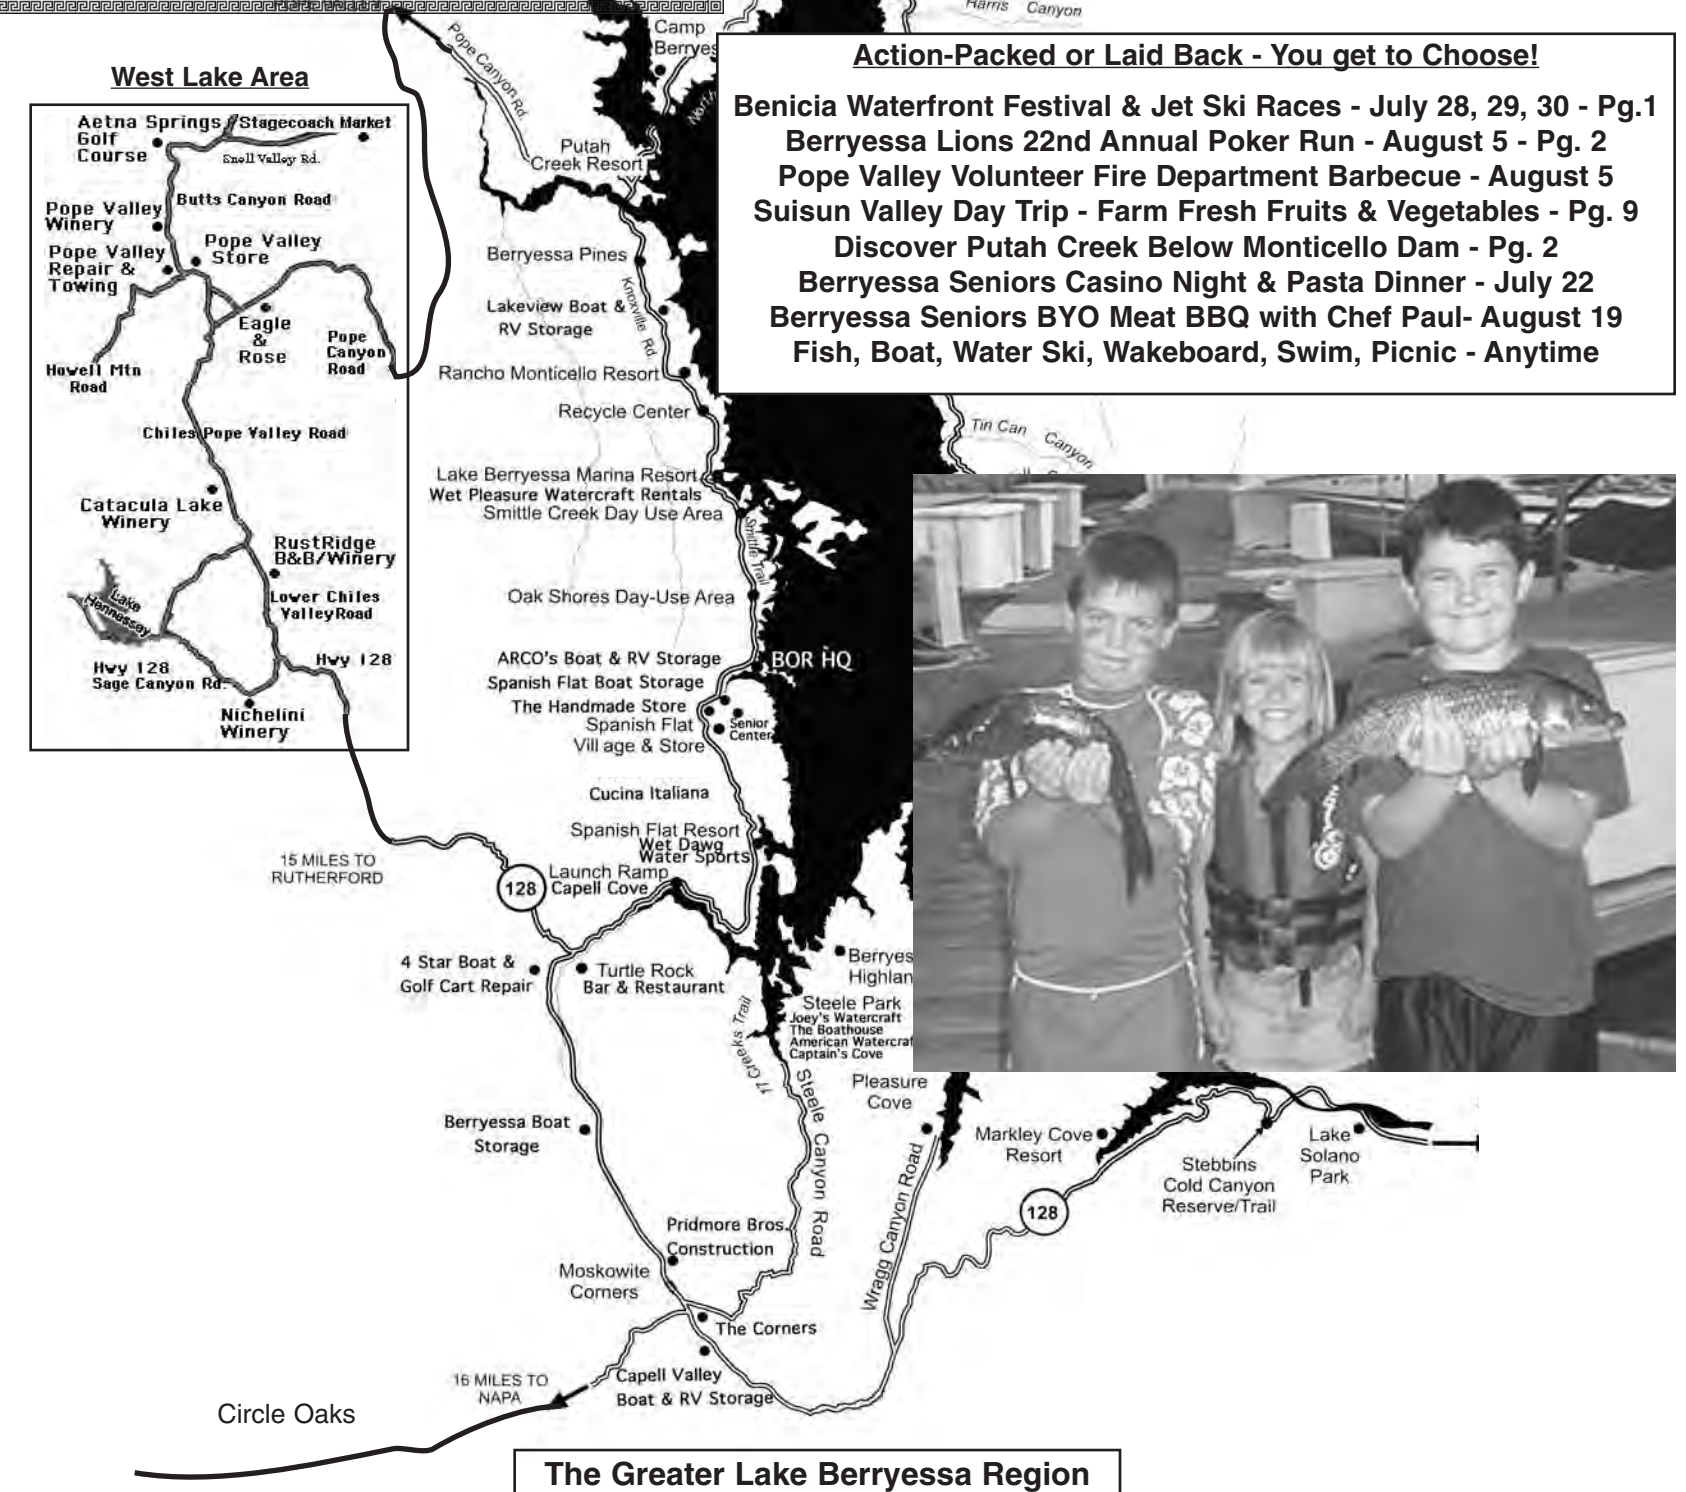 POPE VALLEY
Harris Canyon
Pope Canyon Rd.
Camp
West Lake Area
Aetna Springs
Golf
Course
Stagecoach Market
Snell Valley Rd.
Butts Canyon Road
Pope Valley
Winery
Pope Valley
Store
Pope Valley
Repair &
Towing
Eagle
&
Rose
Pope
Canyon
Road
Howell Mtn
Road
Chiles Pope Valley Road
Catacula Lake
Winery
RustRidge
B&B/Winery
Lower Chiles
Valley Road
Lake
Hennessey
Hwy 128
Hwy 128
Sage Canyon Rd.
Nichelini
Winery
Action-Packed or Laid Back - You get to Choose!
Benicia Waterfront Festival & Jet Ski Races - July 28, 29, 30 - Pg.1
Berryessa Lions 22nd Annual Poker Run - August 5 - Pg. 2
Pope Valley Volunteer Fire Department Barbecue - August 5
Suisun Valley Day Trip - Farm Fresh Fruits & Vegetables - Pg. 9
Discover Putah Creek Below Monticello Dam - Pg. 2
Berryessa Seniors Casino Night & Pasta Dinner - July 22
Berryessa Seniors BYO Meat BBQ with Chef Paul- August 19
Fish, Boat, Water Ski, Wakeboard, Swim, Picnic - Anytime
Putah
Creek Resort
Berryessa Pines
Knoxville Rd.
Lakeview Boat &
RV Storage
Rancho Monticello Resort
Recycle Center
Tin Can Canyon
Lake Berryessa Marina Resort
Wet Pleasure Watercraft Rentals
Smittle Creek Day Use Area
Smittle Trail
Oak Shores Day-Use Area
ARCO's Boat & RV Storage
BOR HQ
Spanish Flat Boat Storage
The Handmade Store
Spanish Flat
Village & Store
Senior
Center
Cucina Italiana
Spanish Flat Resort
Wet Dawg
Water Sports
15 MILES TO
RUTHERFORD
128
Launch Ramp
Capell Cove
4 Star Boat &
Golf Cart Repair
Turtle Rock
Bar & Restaurant
Berryes
Highlan
Steele Park
Joey's Watercraft
The Boathouse
American Watercraf
Captain's Cove
Steele Canyon Road
Pleasure
Cove
Berryessa Boat
Storage
Markley Cove
Resort
Stebbins
Cold Canyon
Reserve/Trail
Lake
Solano
Park
Wragg Canyon Road
128
Pridmore Bros.
Construction
Moskowite
Corners
The Corners
Capell Valley
Boat & RV Storage
16 MILES TO
NAPA
Circle Oaks
The Greater Lake Berryessa Region